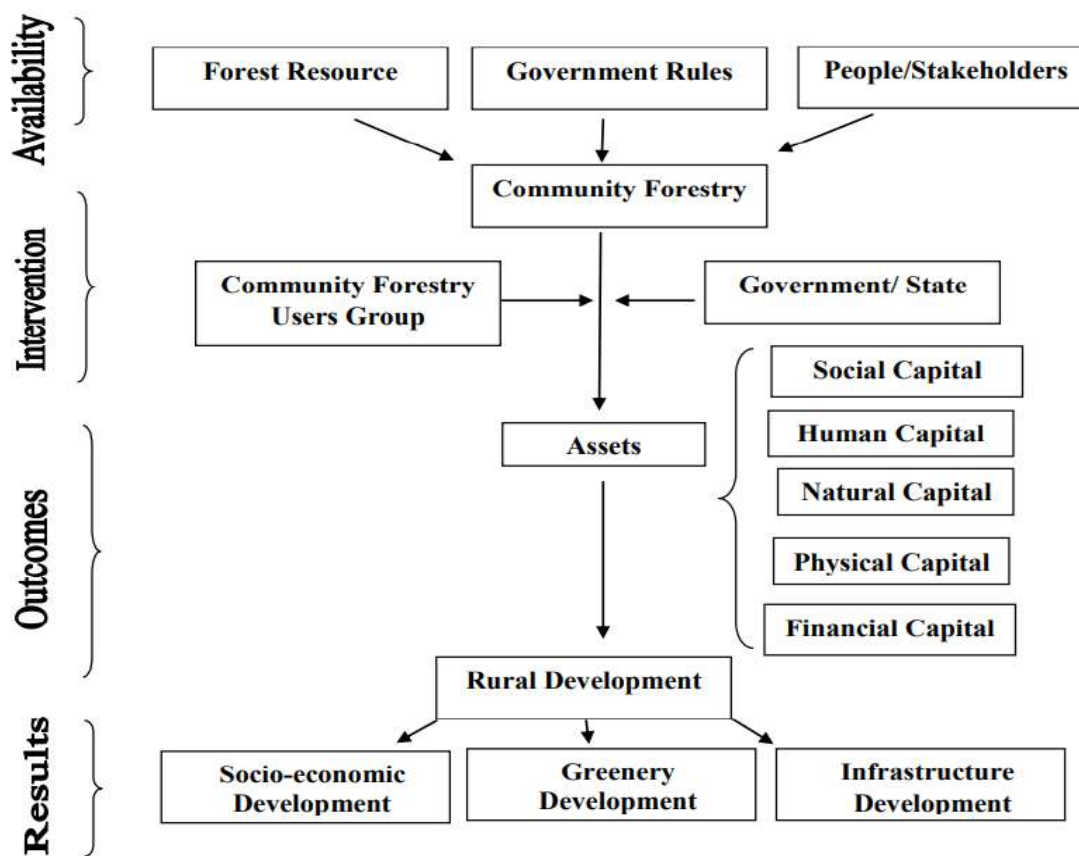 Availability
Forest Resource
Government Rules
People/Stakeholders
Community Forestry
Intervention
Community Forestry
Users Group
Government/ State
Social Capital
Human Capital
Natural Capital
Physical Capital
Financial Capital
Outcomes
Assets
Rural Development
Results
Socio-economic
Development
Greenery
Development
Infrastructure
Development